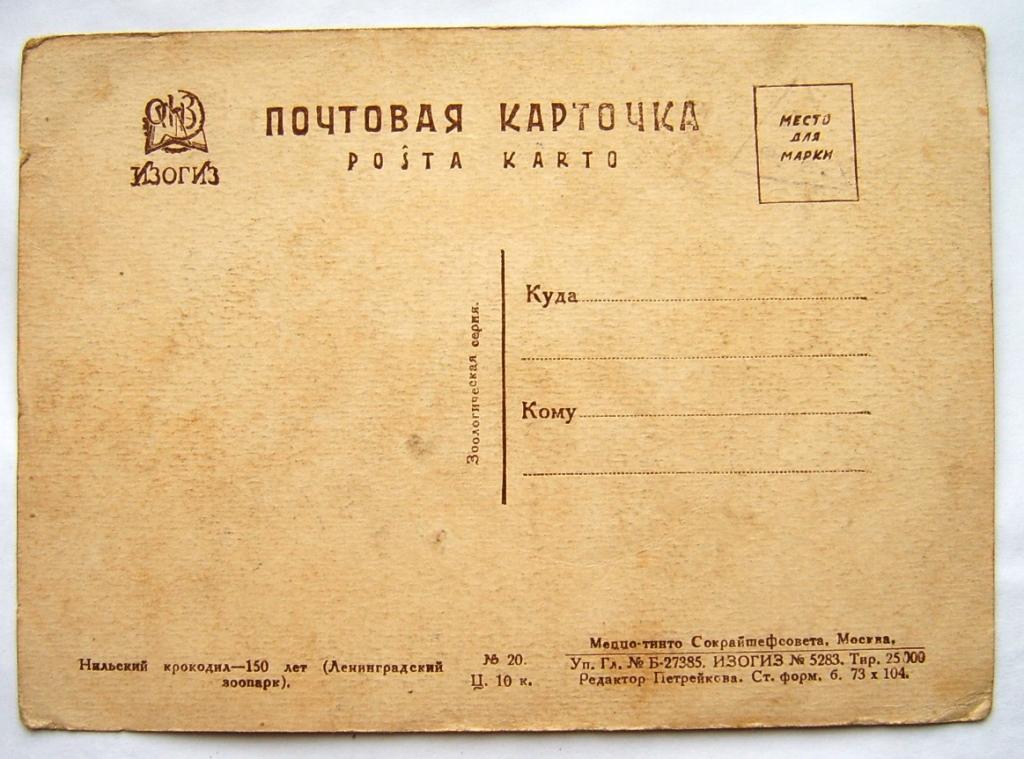 ИЗОГИЗ
ПОЧТОВАЯ КАРТОЧКА
POŜTA KARTO
МЕСТО
ДЛЯ
МАРКИ
Зоологическая серия.
Куда
Кому
Нильский крокодил—150 лет (Ленинградский
зоопарк).
№ 20.
Ц. 10 к.
Меццо-тинто Сокрайшефсовета, Москва.
Уп. Гл. № Б-27385. ИЗОГИЗ № 5283. Тир. 25 000
Редактор Петрейкова. Ст. форм. б. 73 х 104.